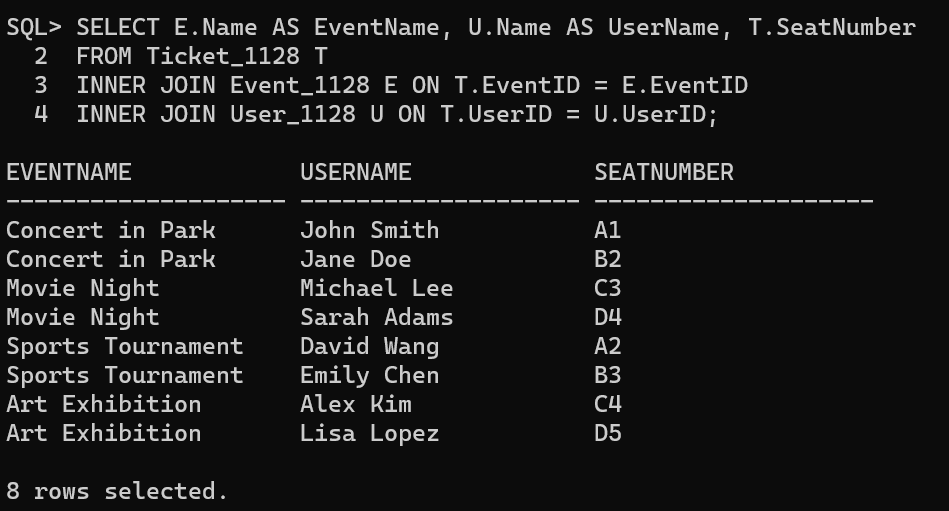 SQL> SELECT E.Name AS EventName, U.Name AS UserName, T.SeatNumber
  2  FROM Ticket_1128 T
  3  INNER JOIN Event_1128 E ON T.EventID = E.EventID
  4  INNER JOIN User_1128 U ON T.UserID = U.UserID;

EVENTNAME            USERNAME             SEATNUMBER
-------------------- -------------------- --------------------
Concert in Park      John Smith           A1
Concert in Park      Jane Doe             B2
Movie Night          Michael Lee          C3
Movie Night          Sarah Adams          D4
Sports Tournament    David Wang           A2
Sports Tournament    Emily Chen           B3
Art Exhibition       Alex Kim             C4
Art Exhibition       Lisa Lopez           D5

8 rows selected.